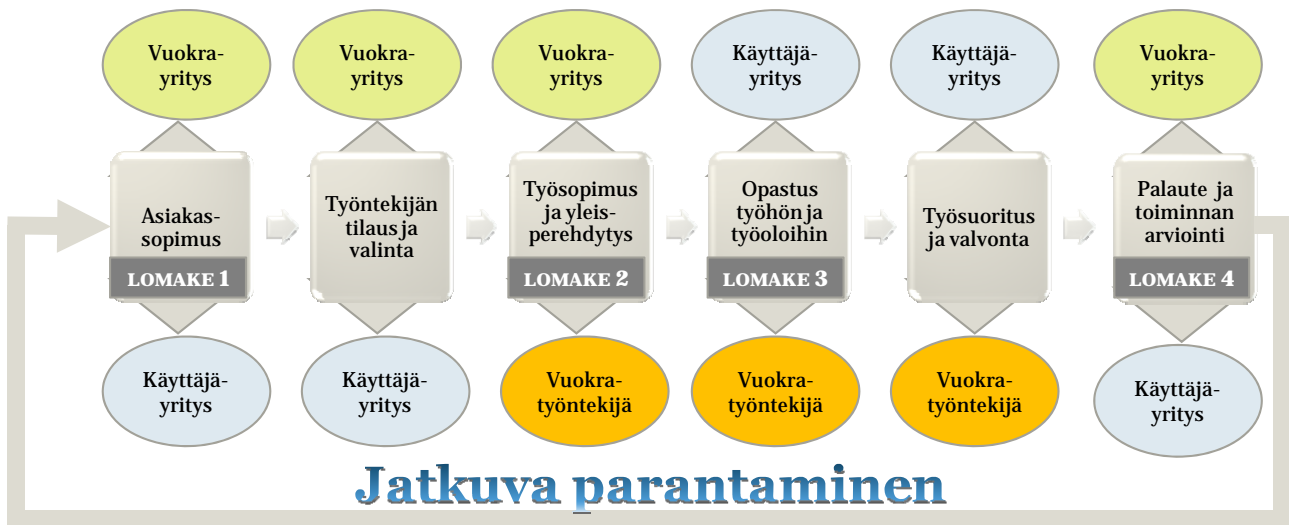 Vuokra-
yritys
Vuokra-
yritys
Vuokra-
yritys
Käyttäjä-
yritys
Käyttäjä-
yritys
Vuokra-
yritys
Asiakas-
sopimus
LOMAKE 1
Työntekijän
tilaus ja
valinta
Työsopimus
ja yleis-
perehdytys
LOMAKE 2
Opastus
työhön ja
työoloihin
LOMAKE 3
Työsuoritus
ja valvonta
Palaute ja
toiminnan
arviointi
LOMAKE 4
Käyttäjä-
yritys
Käyttäjä-
yritys
Vuokra-
työntekijä
Vuokra-
työntekijä
Vuokra-
työntekijä
Käyttäjä-
yritys
Jatkuva parantaminen